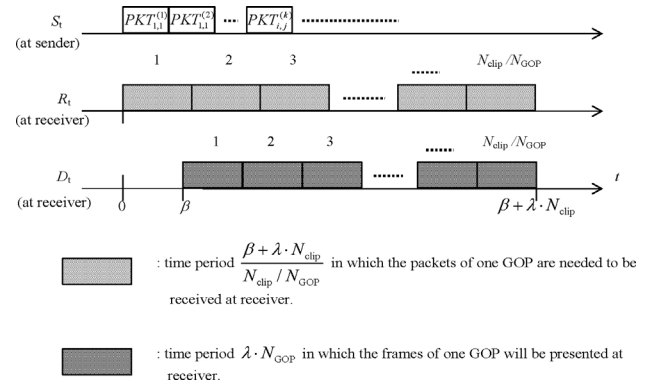 S_t PKT_{1,1}^{(1)} PKT_{1,1}^{(2)} PKT_{i,j}^{(k)}
(at sender)
1 2 3 N_clip /N_GOP
R_t
(at receiver)
1 2 3 N_clip /N_GOP
D_t t
(at receiver) 0 β β + λ · N_clip
: time period (β + λ · N_clip) / (N_clip / N_GOP) in which the packets of one GOP are needed to be
received at receiver.
: time period λ · N_GOP in which the frames of one GOP will be presented at
receiver.